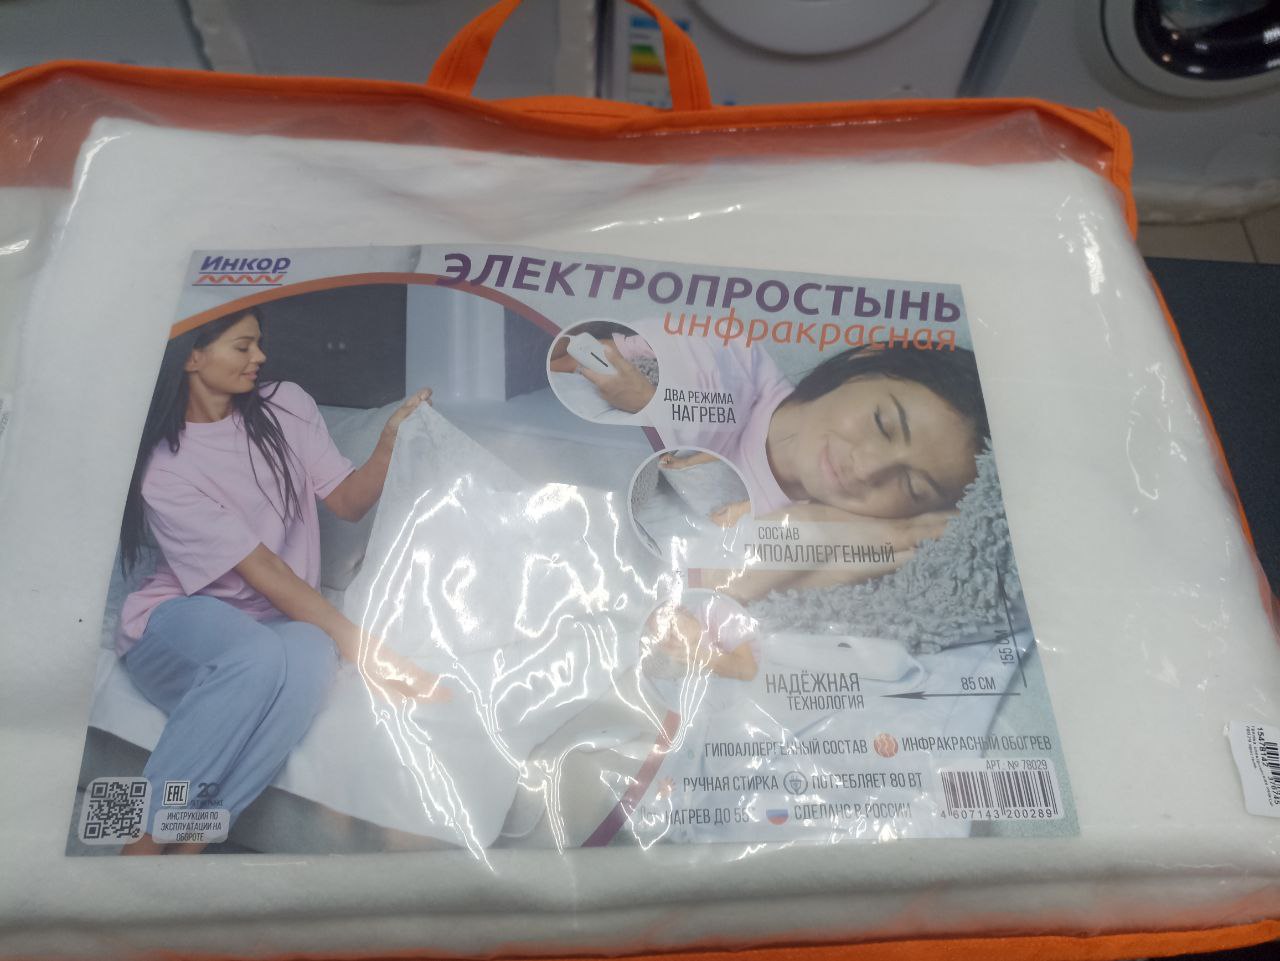 Инкор
ЭЛЕКТРОПРОСТЫНЬ
инфракрасная
ДВА РЕЖИМА
НАГРЕВА
СОСТАВ
ГИПОАЛЛЕРГЕННЫЙ
155 СМ
85 СМ
НАДЁЖНАЯ
ТЕХНОЛОГИЯ
ГИПОАЛЛЕРГЕННЫЙ СОСТАВ
ИНФРАКРАСНЫЙ ОБОГРЕВ
РУЧНАЯ СТИРКА
ПОТРЕБЛЯЕТ 80 ВТ
АРТ.: № 78029
НАГРЕВ ДО 55°
СДЕЛАНО В РОССИИ
4 607143 200289
EAC
20
ИНСТРУКЦИЯ ПО
ЭКСПЛУАТАЦИИ НА
ОБОРОТЕ